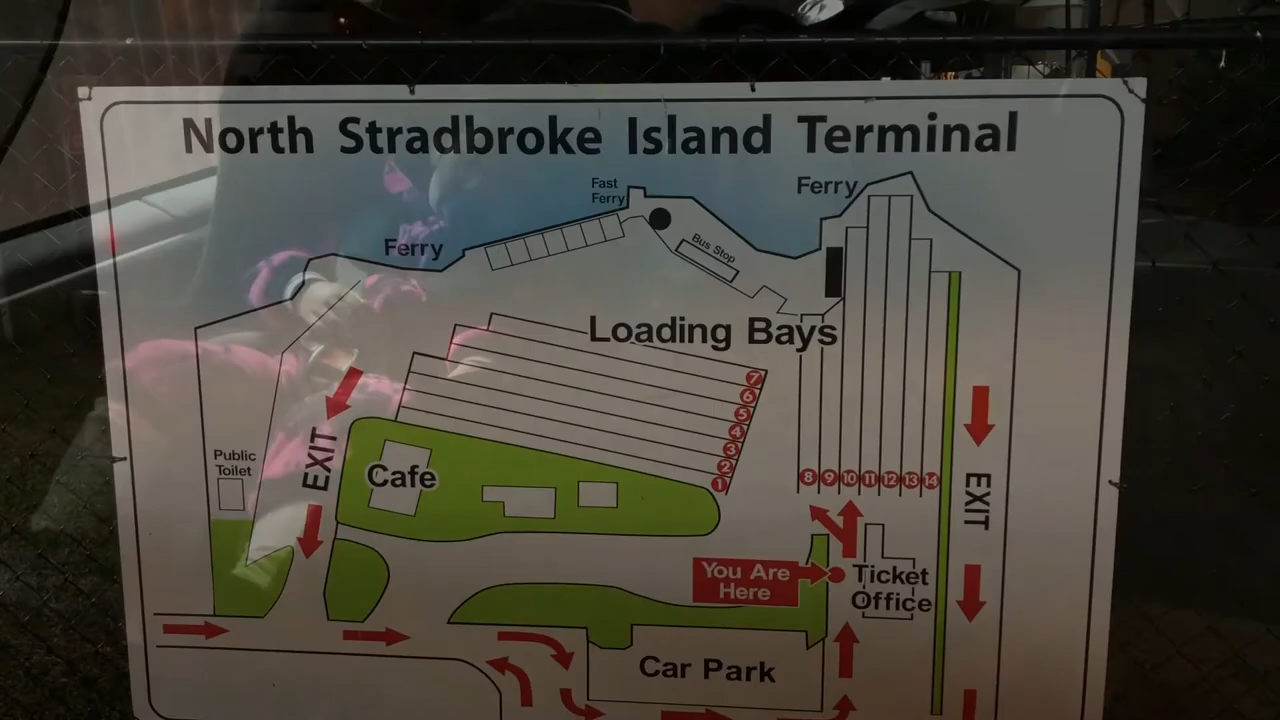 North Stradbroke Island Terminal
Fast
Ferry
Ferry
Ferry
Bus Stop
Loading Bays
7
6
5
4
3
2
1
8 9 10 11 12 13 14
Public
Toilet
EXIT
Cafe
EXIT
You Are
Here
Ticket
Office
Car Park